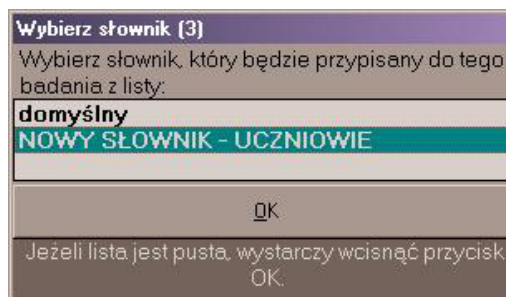 Wybierz słownik (3)
Wybierz słownik, który będzie przypisany do tego
badania z listy:
domyślny
NOWY SŁOWNIK - UCZNIOWIE
OK
Jeżeli lista jest pusta, wystarczy wcisnąć przycisk
OK.